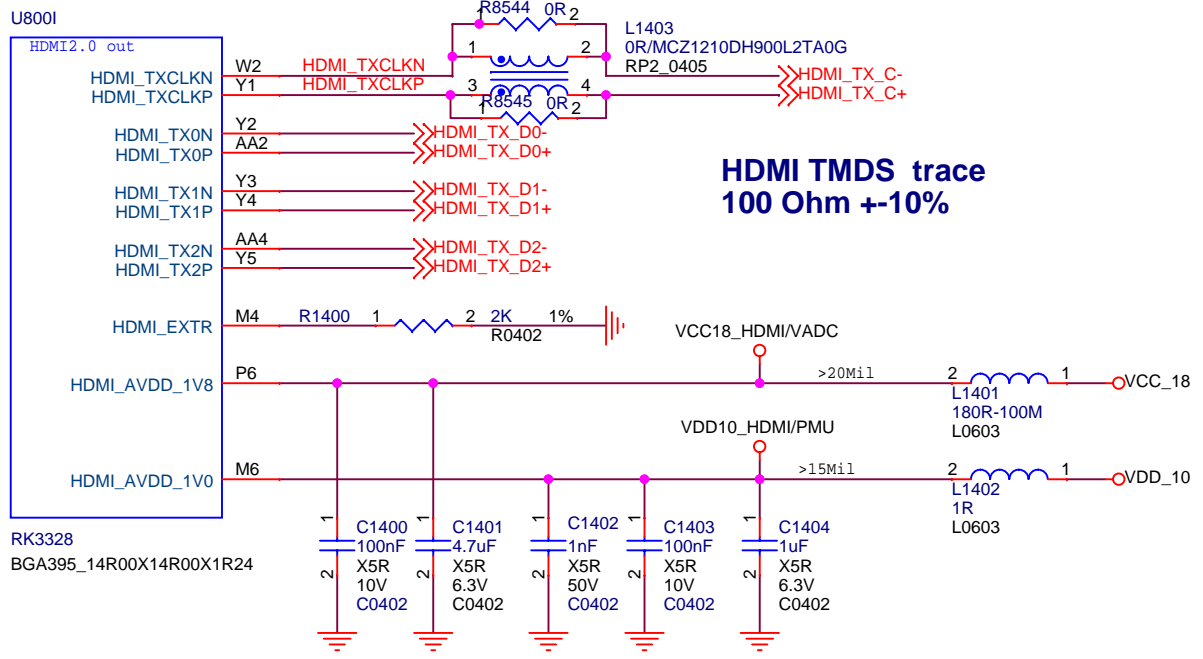 U800I
R8544 0R
1 2
L1403
0R/MCZ1210DH900L2TA0G
RP2_0405
HDMI2.0 out
1 2
HDMI_TXCLKN W2 HDMI_TXCLKN
HDMI_TX_C-
HDMI_TXCLKP Y1 HDMI_TXCLKP 3 4
HDMI_TX_C+
R8545 0R
1 2
HDMI_TX0N Y2 HDMI_TX_D0-
HDMI_TX0P AA2 HDMI_TX_D0+
HDMI TMDS trace
100 Ohm +-10%
HDMI_TX1N Y3 HDMI_TX_D1-
HDMI_TX1P Y4 HDMI_TX_D1+
HDMI_TX2N AA4 HDMI_TX_D2-
HDMI_TX2P Y5 HDMI_TX_D2+
HDMI_EXTR M4 R1400 1 2 2K 1%
R0402
VCC18_HDMI/VADC
HDMI_AVDD_1V8 P6 >20Mil 2 1 VCC_18
L1401
180R-100M
L0603
VDD10_HDMI/PMU
HDMI_AVDD_1V0 M6 >15Mil 2 1 VDD_10
L1402
1R
L0603
1 1 1 1 1
C1400 C1401 C1402 C1403 C1404
100nF 4.7uF 1nF 100nF 1uF
X5R X5R X5R X5R X5R
2 2 2 2 2
10V 6.3V 50V 10V 6.3V
C0402 C0402 C0402 C0402 C0402
RK3328
BGA395_14R00X14R00X1R24